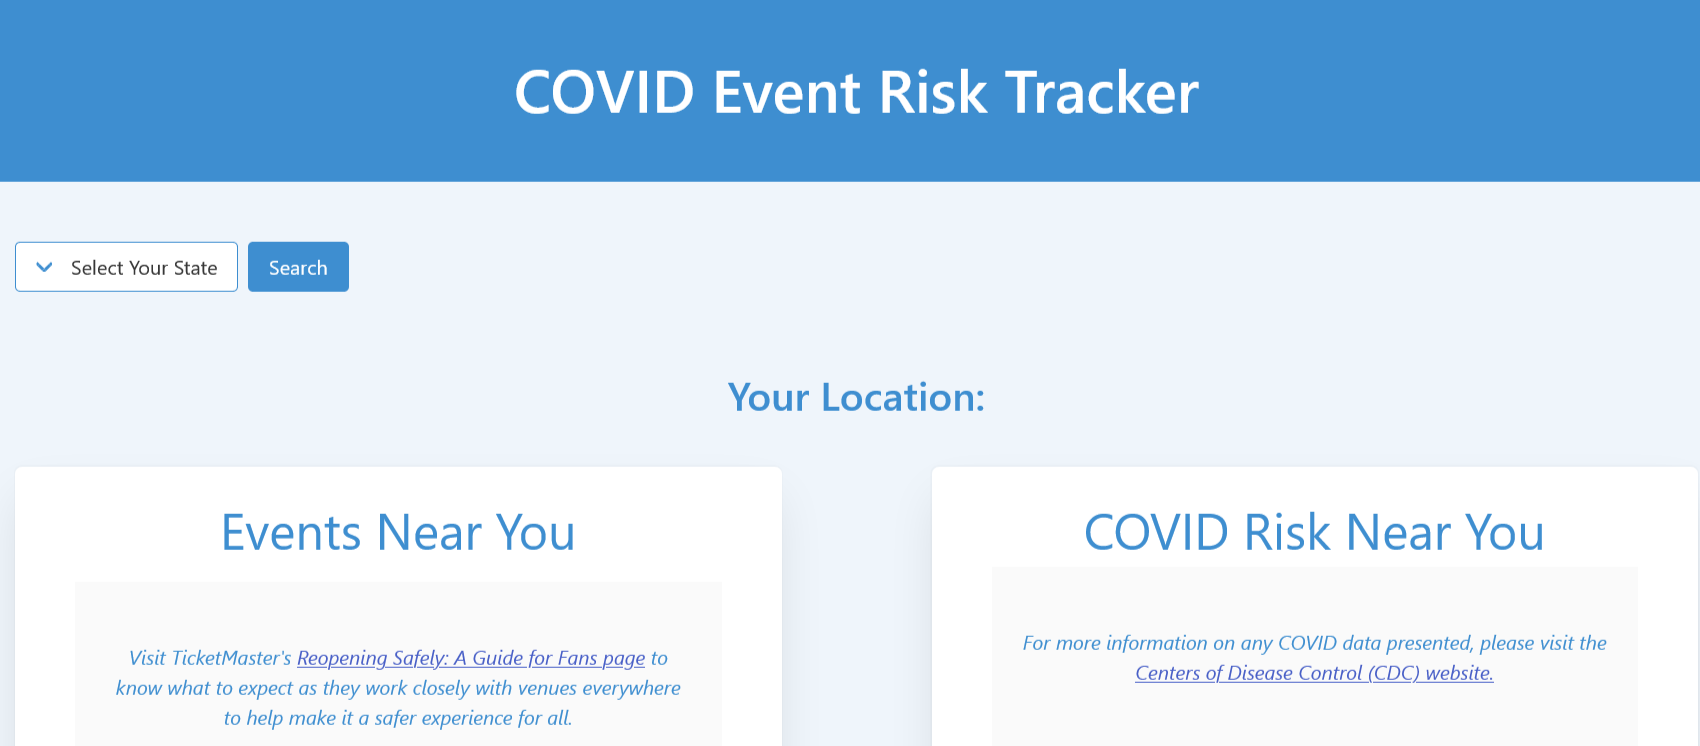 COVID Event Risk Tracker
Select Your State
Search
Your Location:
Events Near You
Visit TicketMaster's Reopening Safely: A Guide for Fans page to
know what to expect as they work closely with venues everywhere
to help make it a safer experience for all.
COVID Risk Near You
For more information on any COVID data presented, please visit the
Centers of Disease Control (CDC) website.